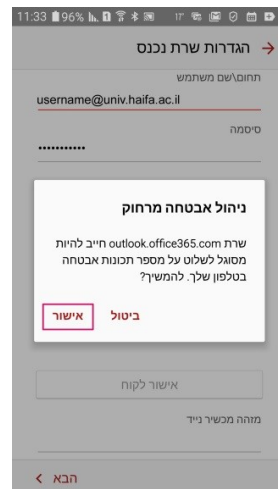 11:33 96% 17°
הגדרות שרת נכנס
תחום\שם משתמש
username@univ.haifa.ac.il
סיסמה
•••••••••••
ניהול אבטחה מרחוק
שרת outlook.office365.com חייב להיות
מסוגל לשלוט על מספר תכונות אבטחה
בטלפון שלך. להמשיך?
ביטול
אישור
אישור לקוח
מזהה מכשיר נייד
הבא